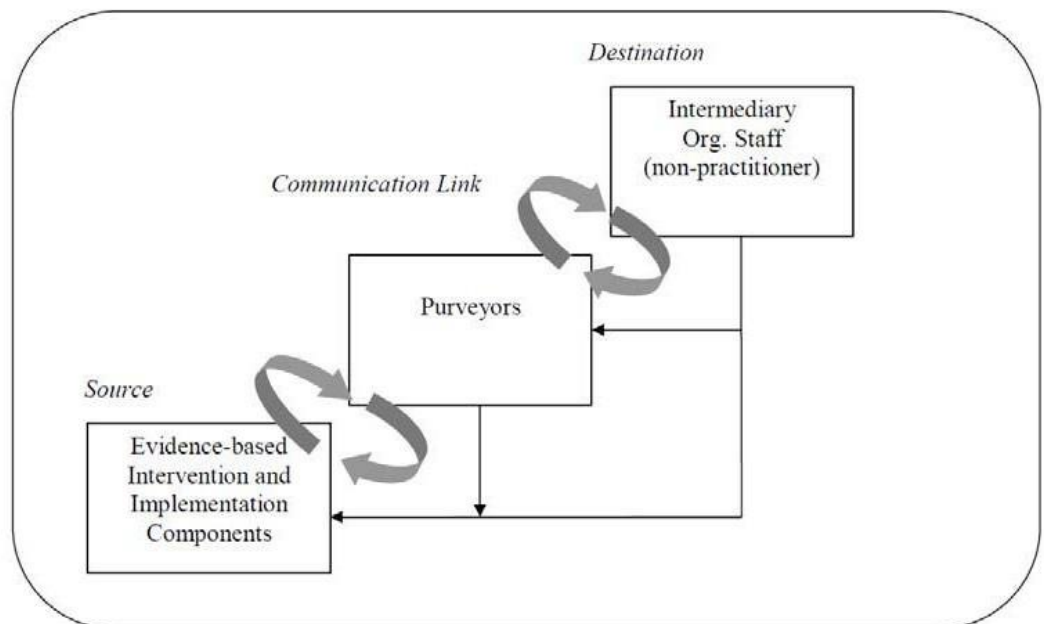 Destination
Intermediary
Org. Staff
(non-practitioner)
Communication Link
Purveyors
Source
Evidence-based
Intervention and
Implementation
Components